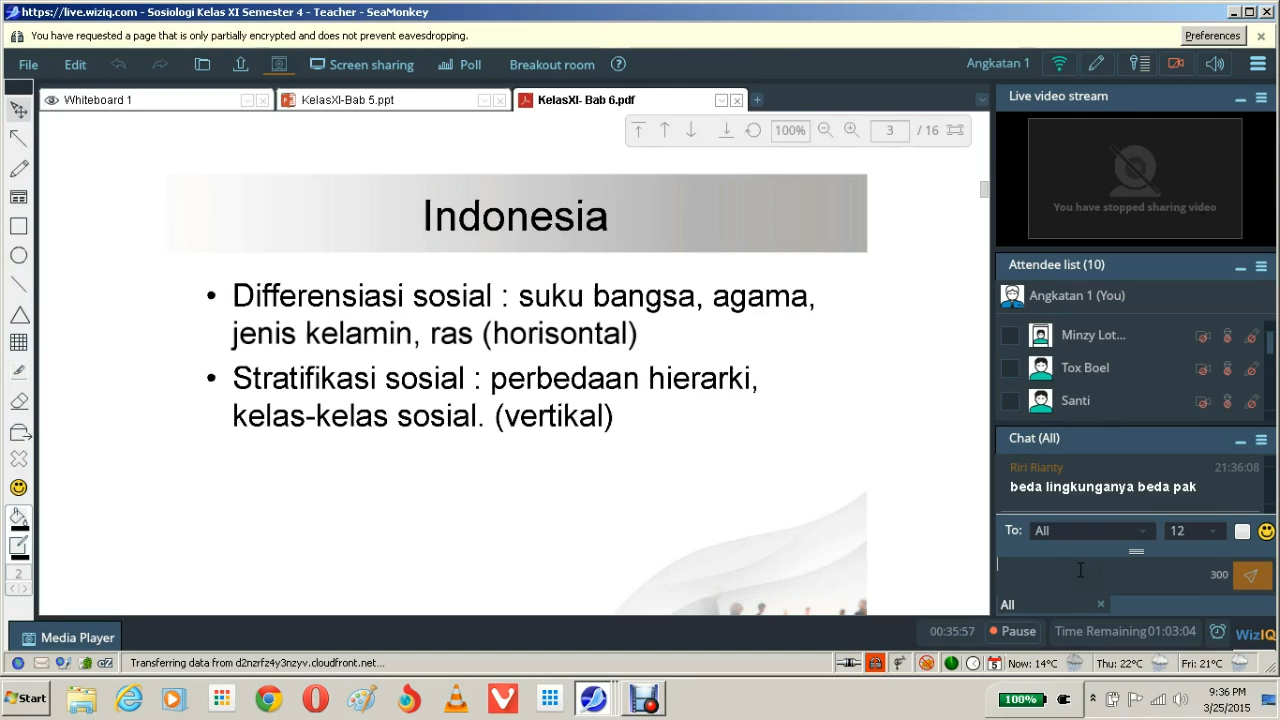 https://live.wiziq.com/ - Sosiologi Kelas XI Semester 4 - Teacher - SeaMonkey
You have requested a page that is only partially encrypted and does not prevent eavesdropping.
Preferences
File
Edit
Screen sharing
Poll
Breakout room
Angkatan 1
Whiteboard 1
KelasXI-Bab 5.ppt
KelasXI- Bab 6.pdf
100%
3 / 16
Indonesia
• Differensiasi sosial : suku bangsa, agama,
jenis kelamin, ras (horisontal)
• Stratifikasi sosial : perbedaan hierarki,
kelas-kelas sosial. (vertikal)
2
Live video stream
You have stopped sharing video
Attendee list (10)
Angkatan 1 (You)
Minzy Lot...
Tox Boel
Santi
Chat (All)
Riri Rianty 21:36:08
beda lingkunganya beda pak
To: All 12
300
All
Media Player
00:35:57 Pause Time Remaining 01:03:04 WizIQ
Transferring data from d2nzrfz4y3nzyv.cloudfront.net...
Now: 14°C Thu: 22°C Fri: 21°C
Start
100%
9:36 PM
3/25/2015